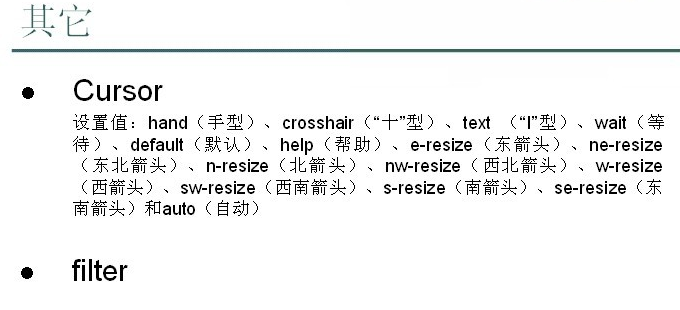 其它
Cursor
设置值：hand（手型）、crosshair（“十”型）、text （“I”型）、wait（等
待）、default（默认）、help（帮助）、e-resize（东箭头）、ne-resize
（东北箭头）、n-resize（北箭头）、nw-resize（西北箭头）、w-resize
（西箭头）、sw-resize（西南箭头）、s-resize（南箭头）、se-resize（东
南箭头）和auto（自动）
filter